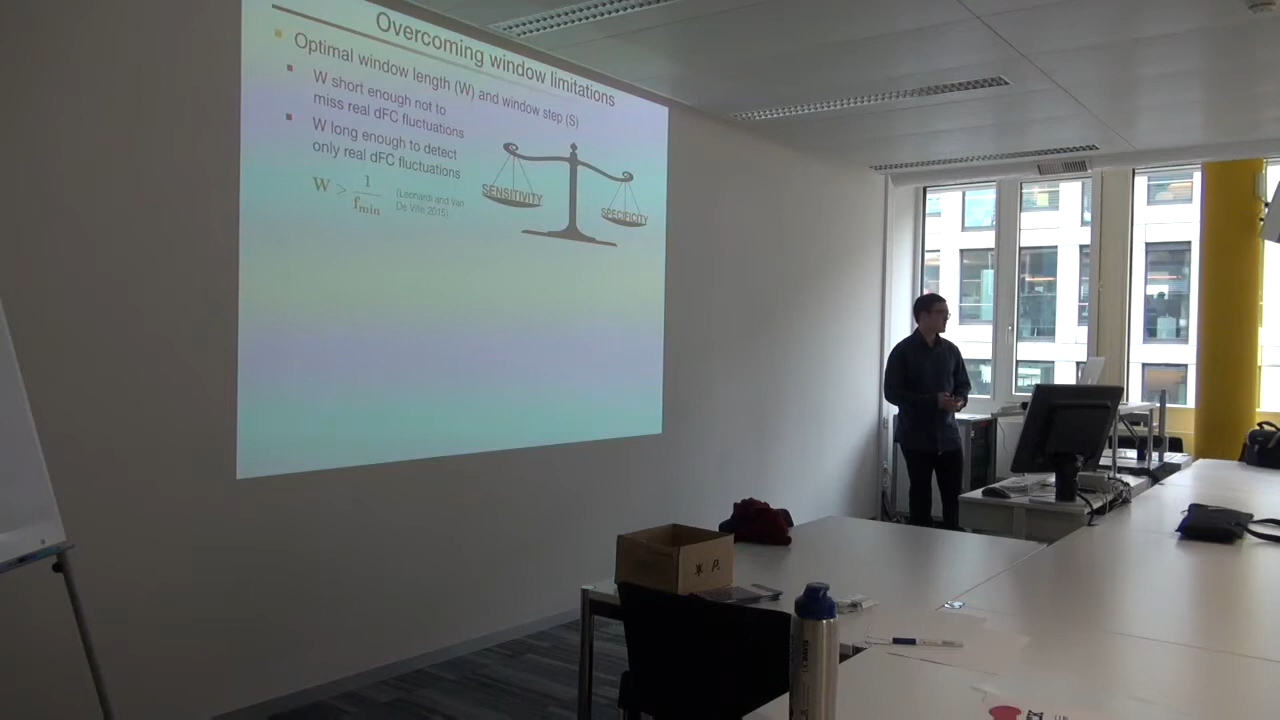 Overcoming window limitations
Optimal window length (W) and window step (S)
W short enough not to
miss real dFC fluctuations
W long enough to detect
only real dFC fluctuations
W > 1/f_min
(Leonardi and Van
De Ville 2015)
SENSITIVITY
SPECIFICITY
P.